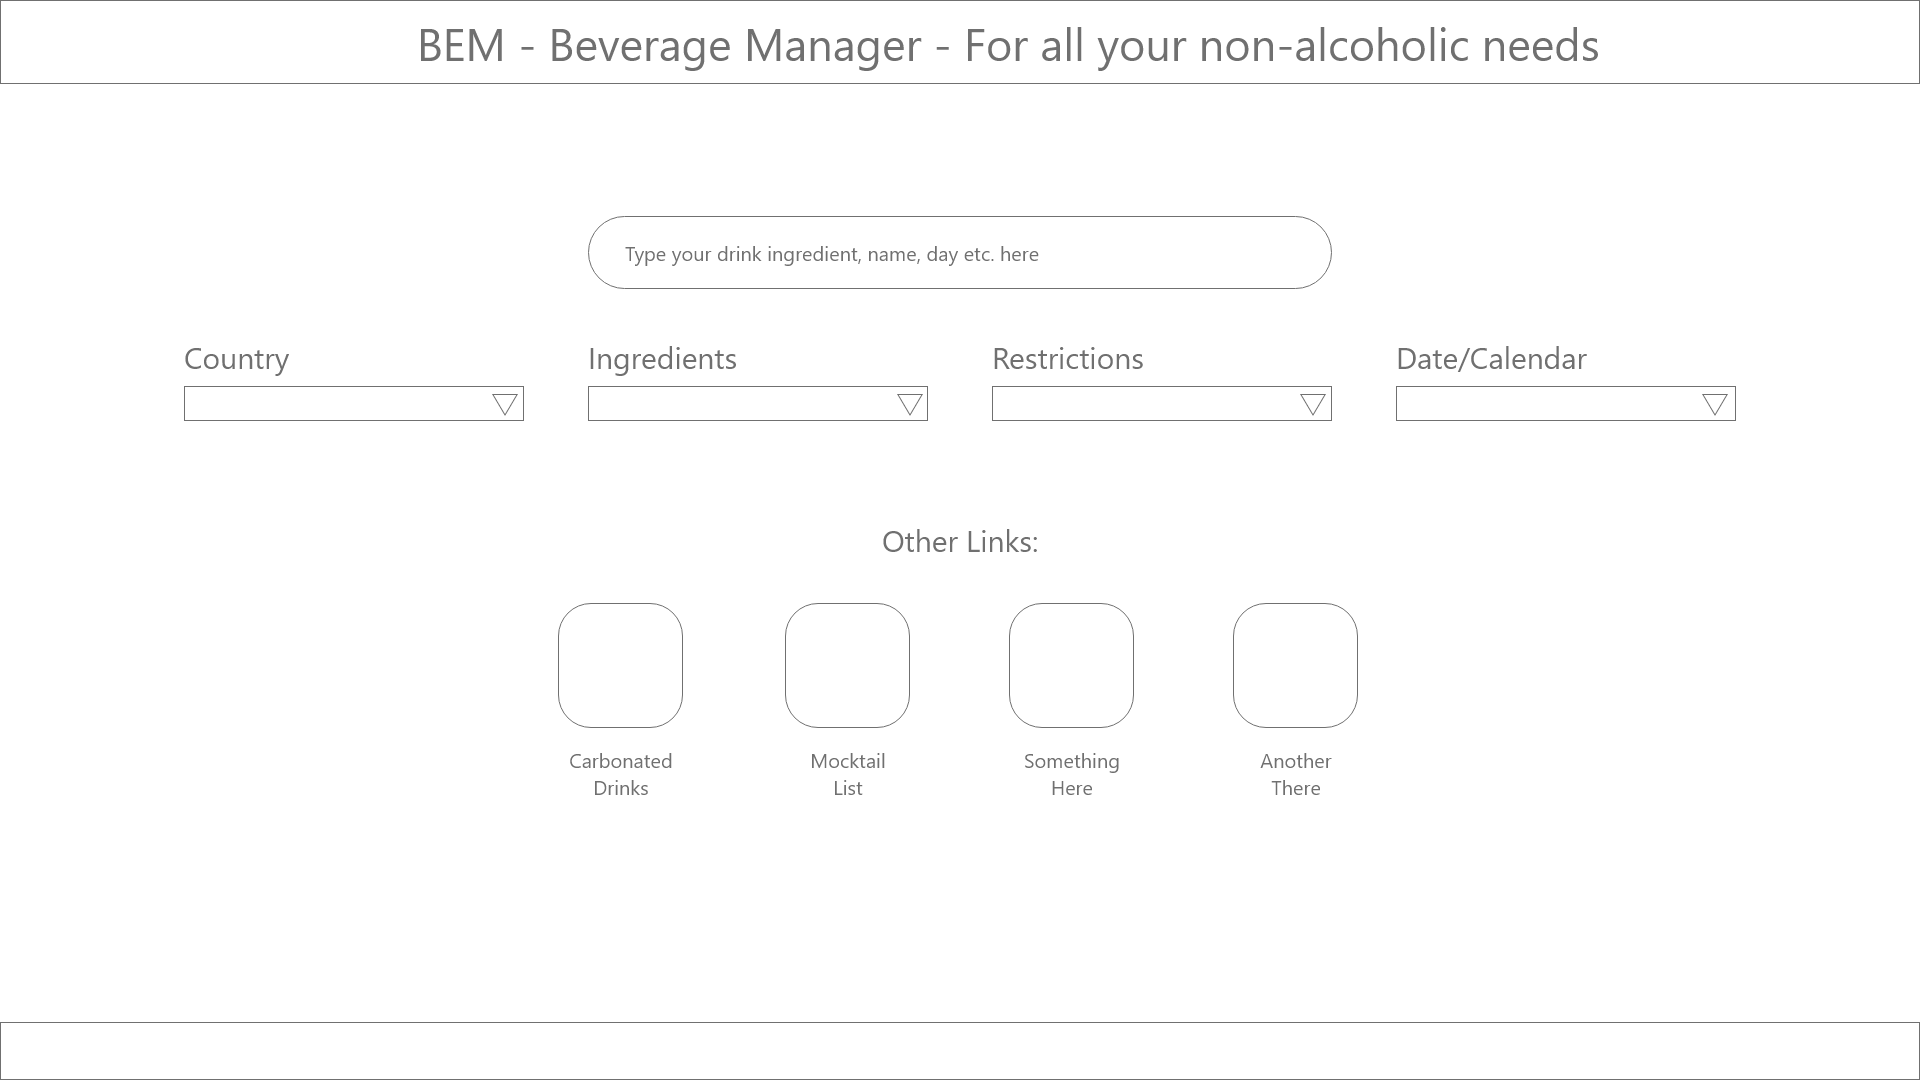 BEM - Beverage Manager - For all your non-alcoholic needs
Type your drink ingredient, name, day etc. here
Country
Ingredients
Restrictions
Date/Calendar
Other Links:
Carbonated
Drinks
Mocktail
List
Something
Here
Another
There